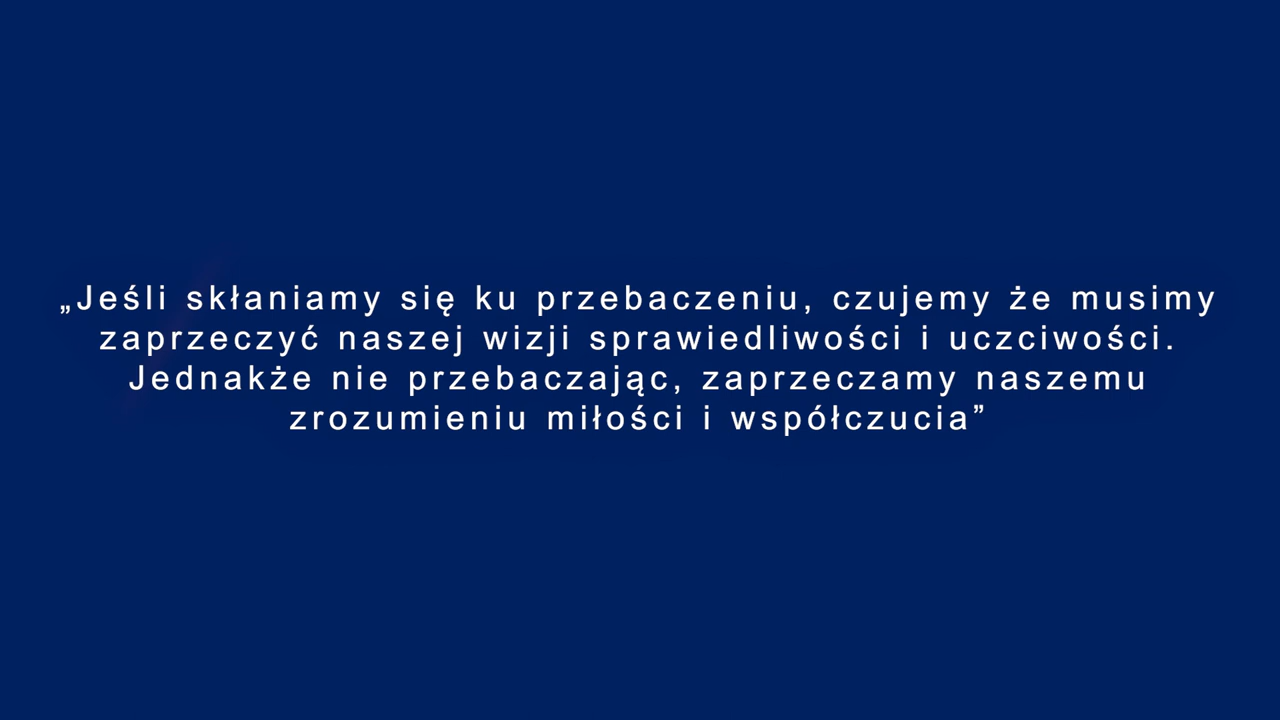 „Jeśli skłaniamy się ku przebaczeniu, czujemy że musimy
zaprzeczyć naszej wizji sprawiedliwości i uczciwości.
Jednakże nie przebaczając, zaprzeczamy naszemu
zrozumieniu miłości i współczucia”